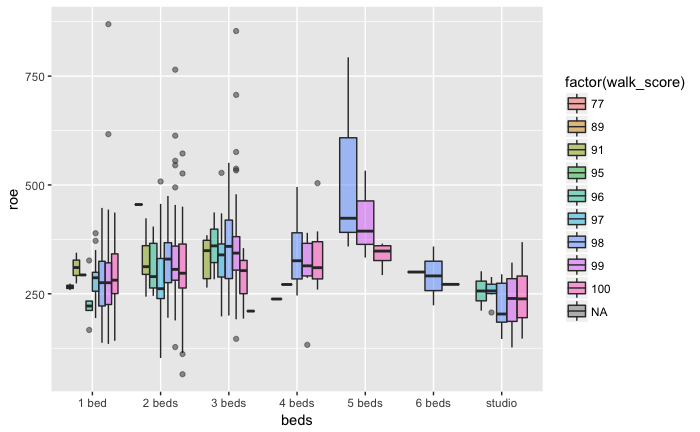 750
500
250
roe
1 bed
2 beds
3 beds
4 beds
5 beds
6 beds
studio
beds
factor(walk_score)
77
89
91
95
96
97
98
99
100
NA